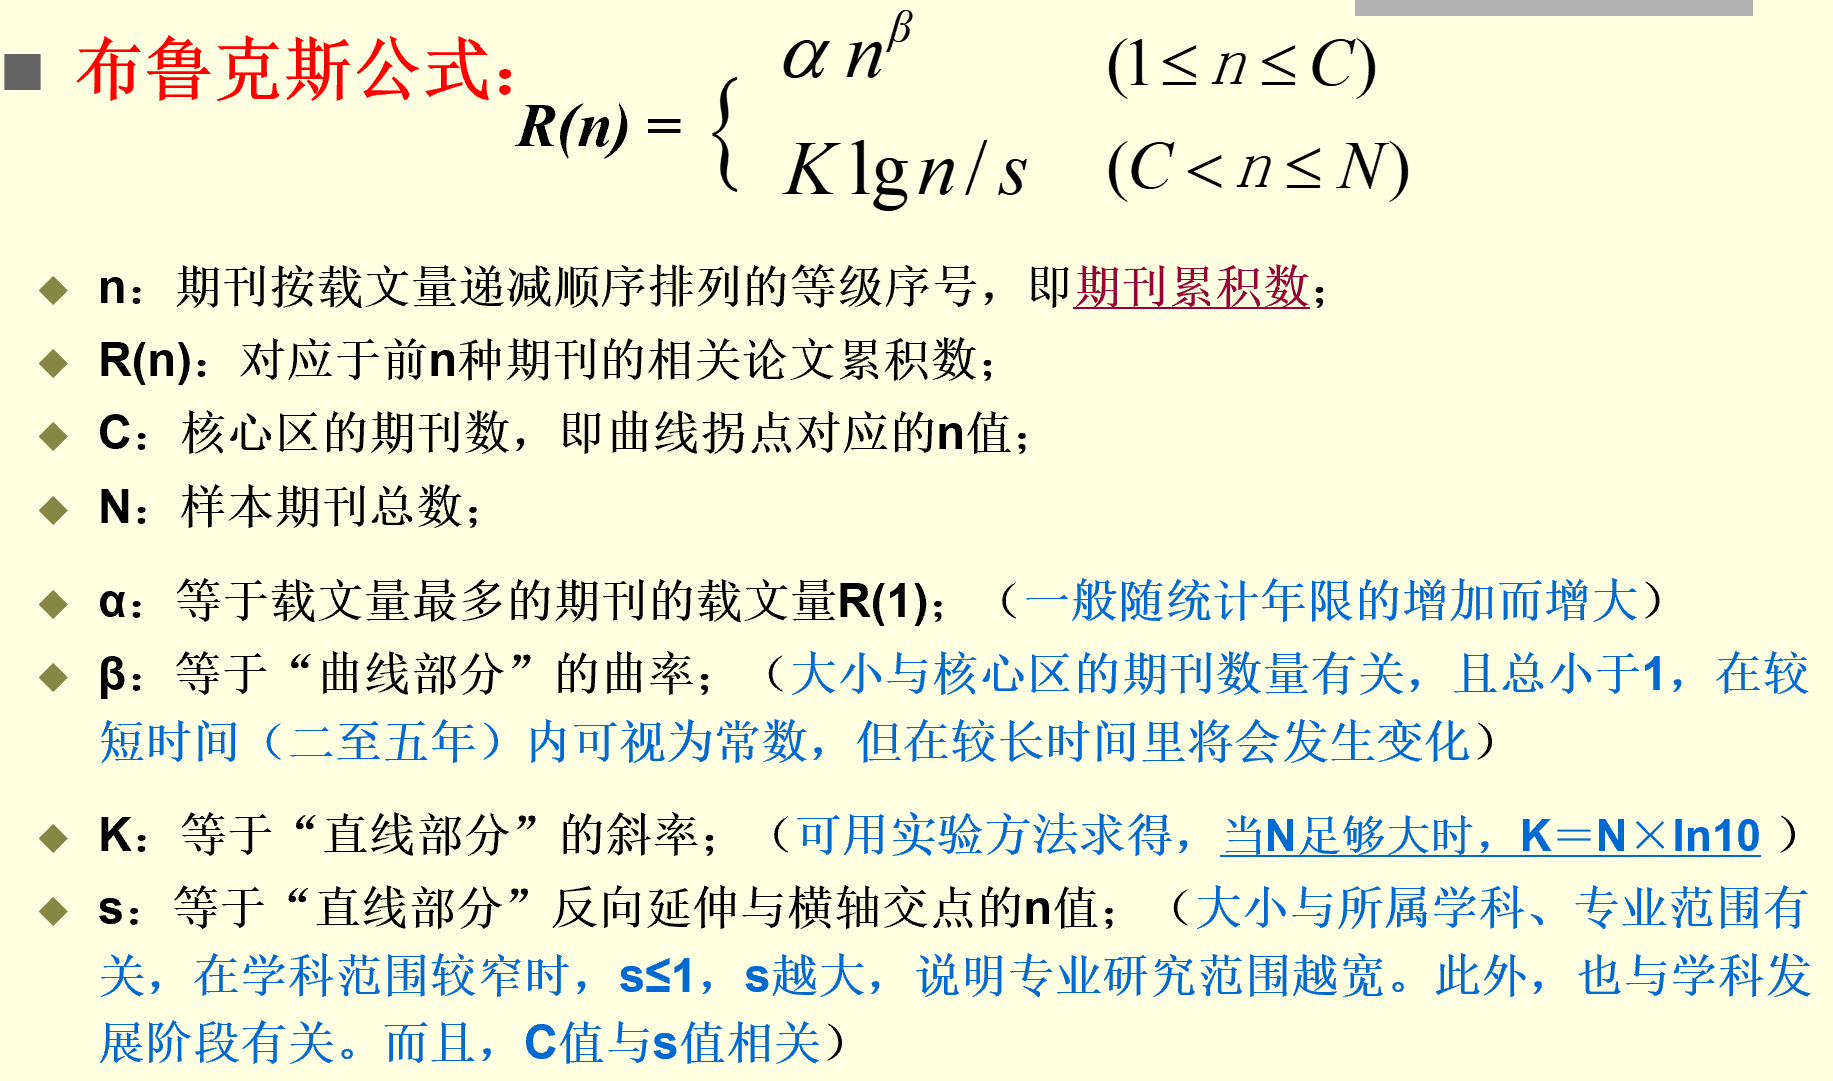 布鲁克斯公式：
R(n) = { α n^β (1 ≤ n ≤ C)
K lg n / s (C < n ≤ N)
n：期刊按载文量递减顺序排列的等级序号，即期刊累积数；
R(n)：对应于前n种期刊的相关论文累积数；
C：核心区的期刊数，即曲线拐点对应的n值；
N：样本期刊总数；
α：等于载文量最多的期刊的载文量R(1)；（一般随统计年限的增加而增大）
β：等于“曲线部分”的曲率；（大小与核心区的期刊数量有关，且总小于1，在较
短时间（二至五年）内可视为常数，但在较长时间里将会发生变化）
K：等于“直线部分”的斜率；（可用实验方法求得，当N足够大时，K＝N×ln10 ）
s：等于“直线部分”反向延伸与横轴交点的n值；（大小与所属学科、专业范围有
关，在学科范围较窄时，s≤1，s越大，说明专业研究范围越宽。此外，也与学科发
展阶段有关。而且，C值与s值相关）